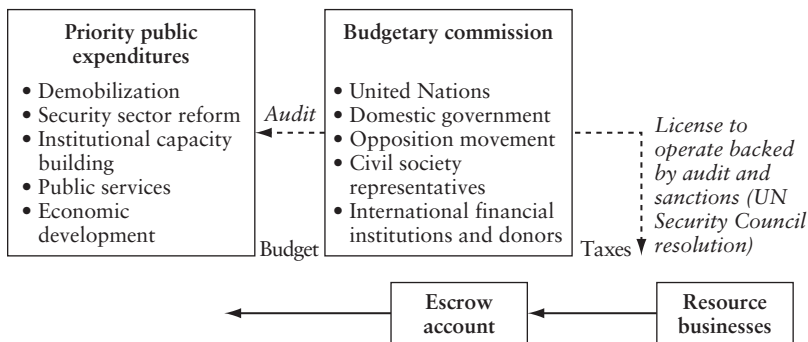 Priority public
expenditures
• Demobilization
• Security sector reform
• Institutional capacity
building
• Public services
• Economic
development
Audit
Budgetary commission
• United Nations
• Domestic government
• Opposition movement
• Civil society
representatives
• International financial
institutions and donors
License to
operate backed
by audit and
sanctions (UN
Security Council
resolution)
Budget
Taxes
Escrow
account
Resource
businesses